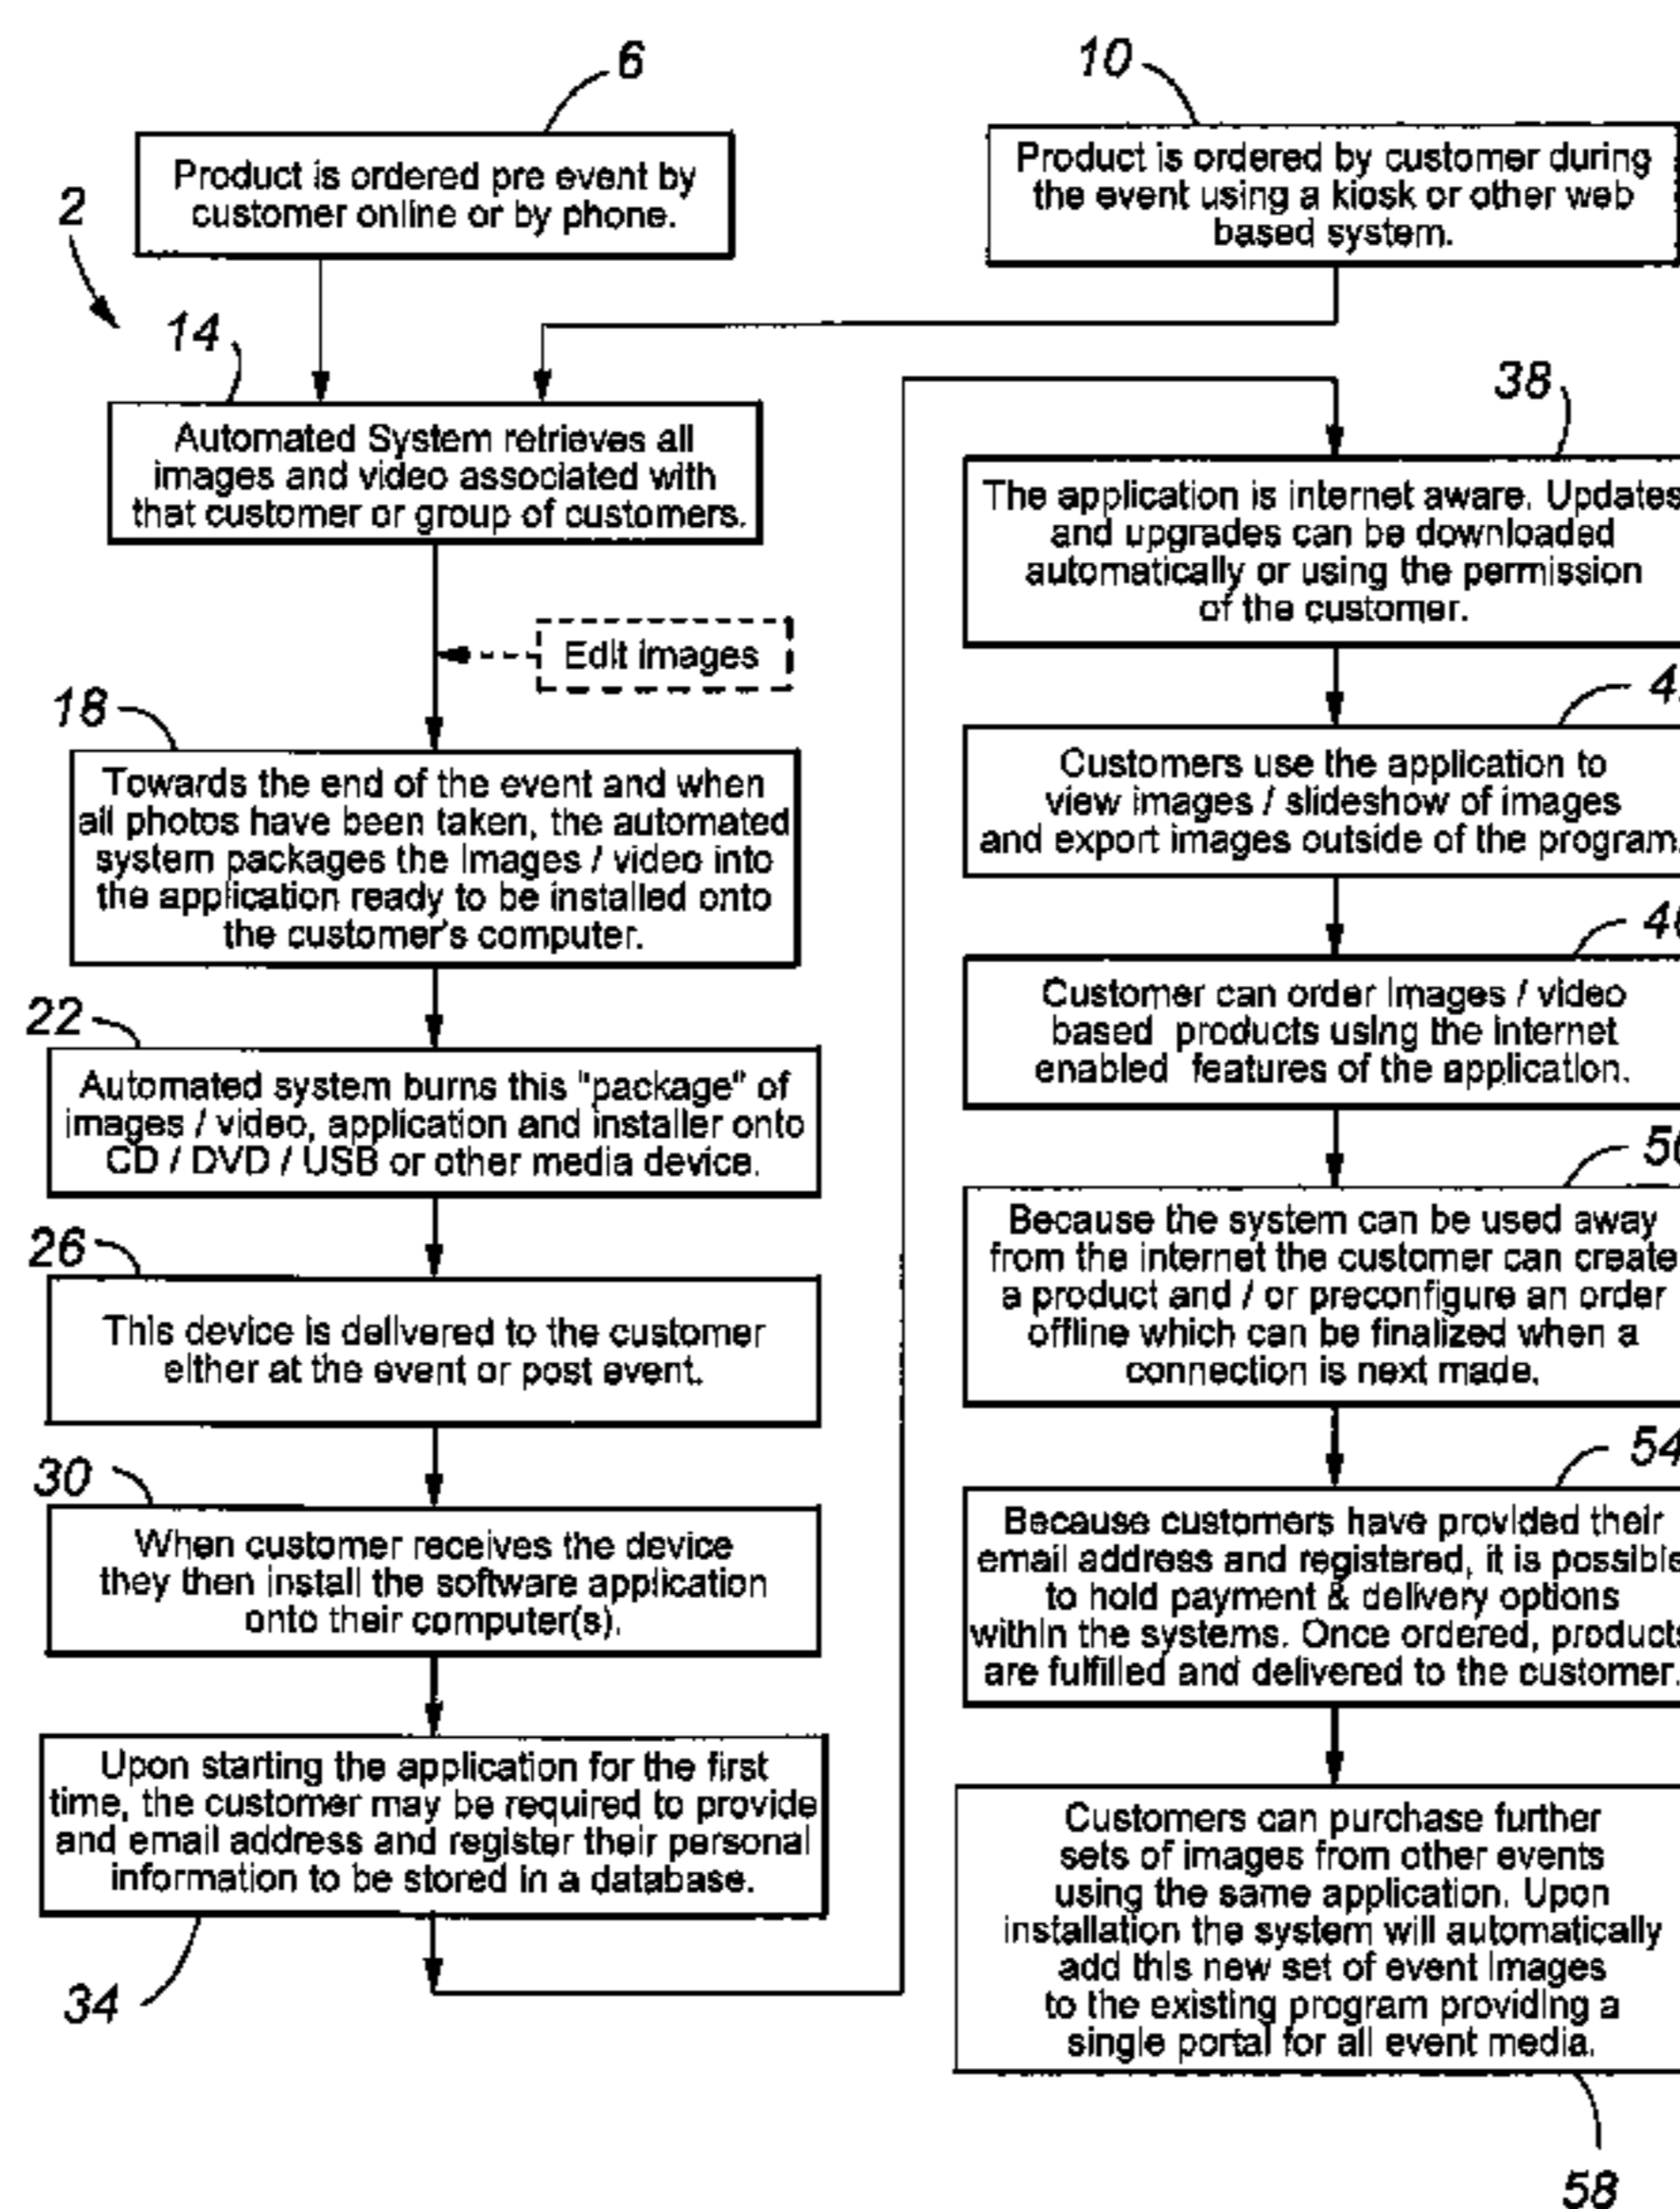 6
Product is ordered pre event by
customer online or by phone.
10
Product is ordered by customer during
the event using a kiosk or other web
based system.
2
14
Automated System retrieves all
images and video associated with
that customer or group of customers.
Edit images
18
Towards the end of the event and when
all photos have been taken, the automated
system packages the images / video into
the application ready to be installed onto
the customer's computer.
22
Automated system burns this "package" of
images / video, application and installer onto
CD / DVD / USB or other media device.
26
This device is delivered to the customer
either at the event or post event.
30
When customer receives the device
they then install the software application
onto their computer(s).
Upon starting the application for the first
time, the customer may be required to provide
and email address and register their personal
information to be stored in a database.
34
38
The application is internet aware. Updates
and upgrades can be downloaded
automatically or using the permission
of the customer.
Customers use the application to
view images / slideshow of images
and export images outside of the program.
Customer can order images / video
based products using the internet
enabled features of the application.
Because the system can be used away
from the internet the customer can create
a product and / or preconfigure an order
offline which can be finalized when a
connection is next made.
54
Because customers have provided their
email address and registered, it is possible
to hold payment & delivery options
within the systems. Once ordered, products
are fulfilled and delivered to the customer.
Customers can purchase further
sets of images from other events
using the same application. Upon
installation the system will automatically
add this new set of event images
to the existing program providing a
single portal for all event media.
58